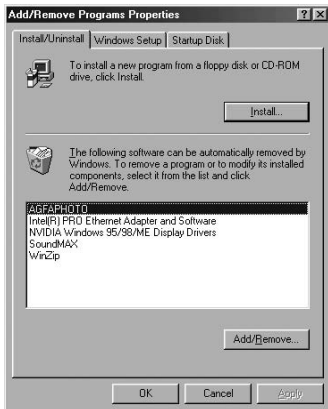 Add/Remove Programs Properties
Install/Uninstall Windows Setup Startup Disk
To install a new program from a floppy disk or CD-ROM
drive, click Install.
Install...
The following software can be automatically removed by
Windows. To remove a program or to modify its installed
components, select it from the list and click
Add/Remove.
AGFAPHOTO
Intel(R) PRO Ethernet Adapter and Software
NVIDIA Windows 95/98/ME Display Drivers
SoundMAX
WinZip
Add/Remove...
OK Cancel Apply